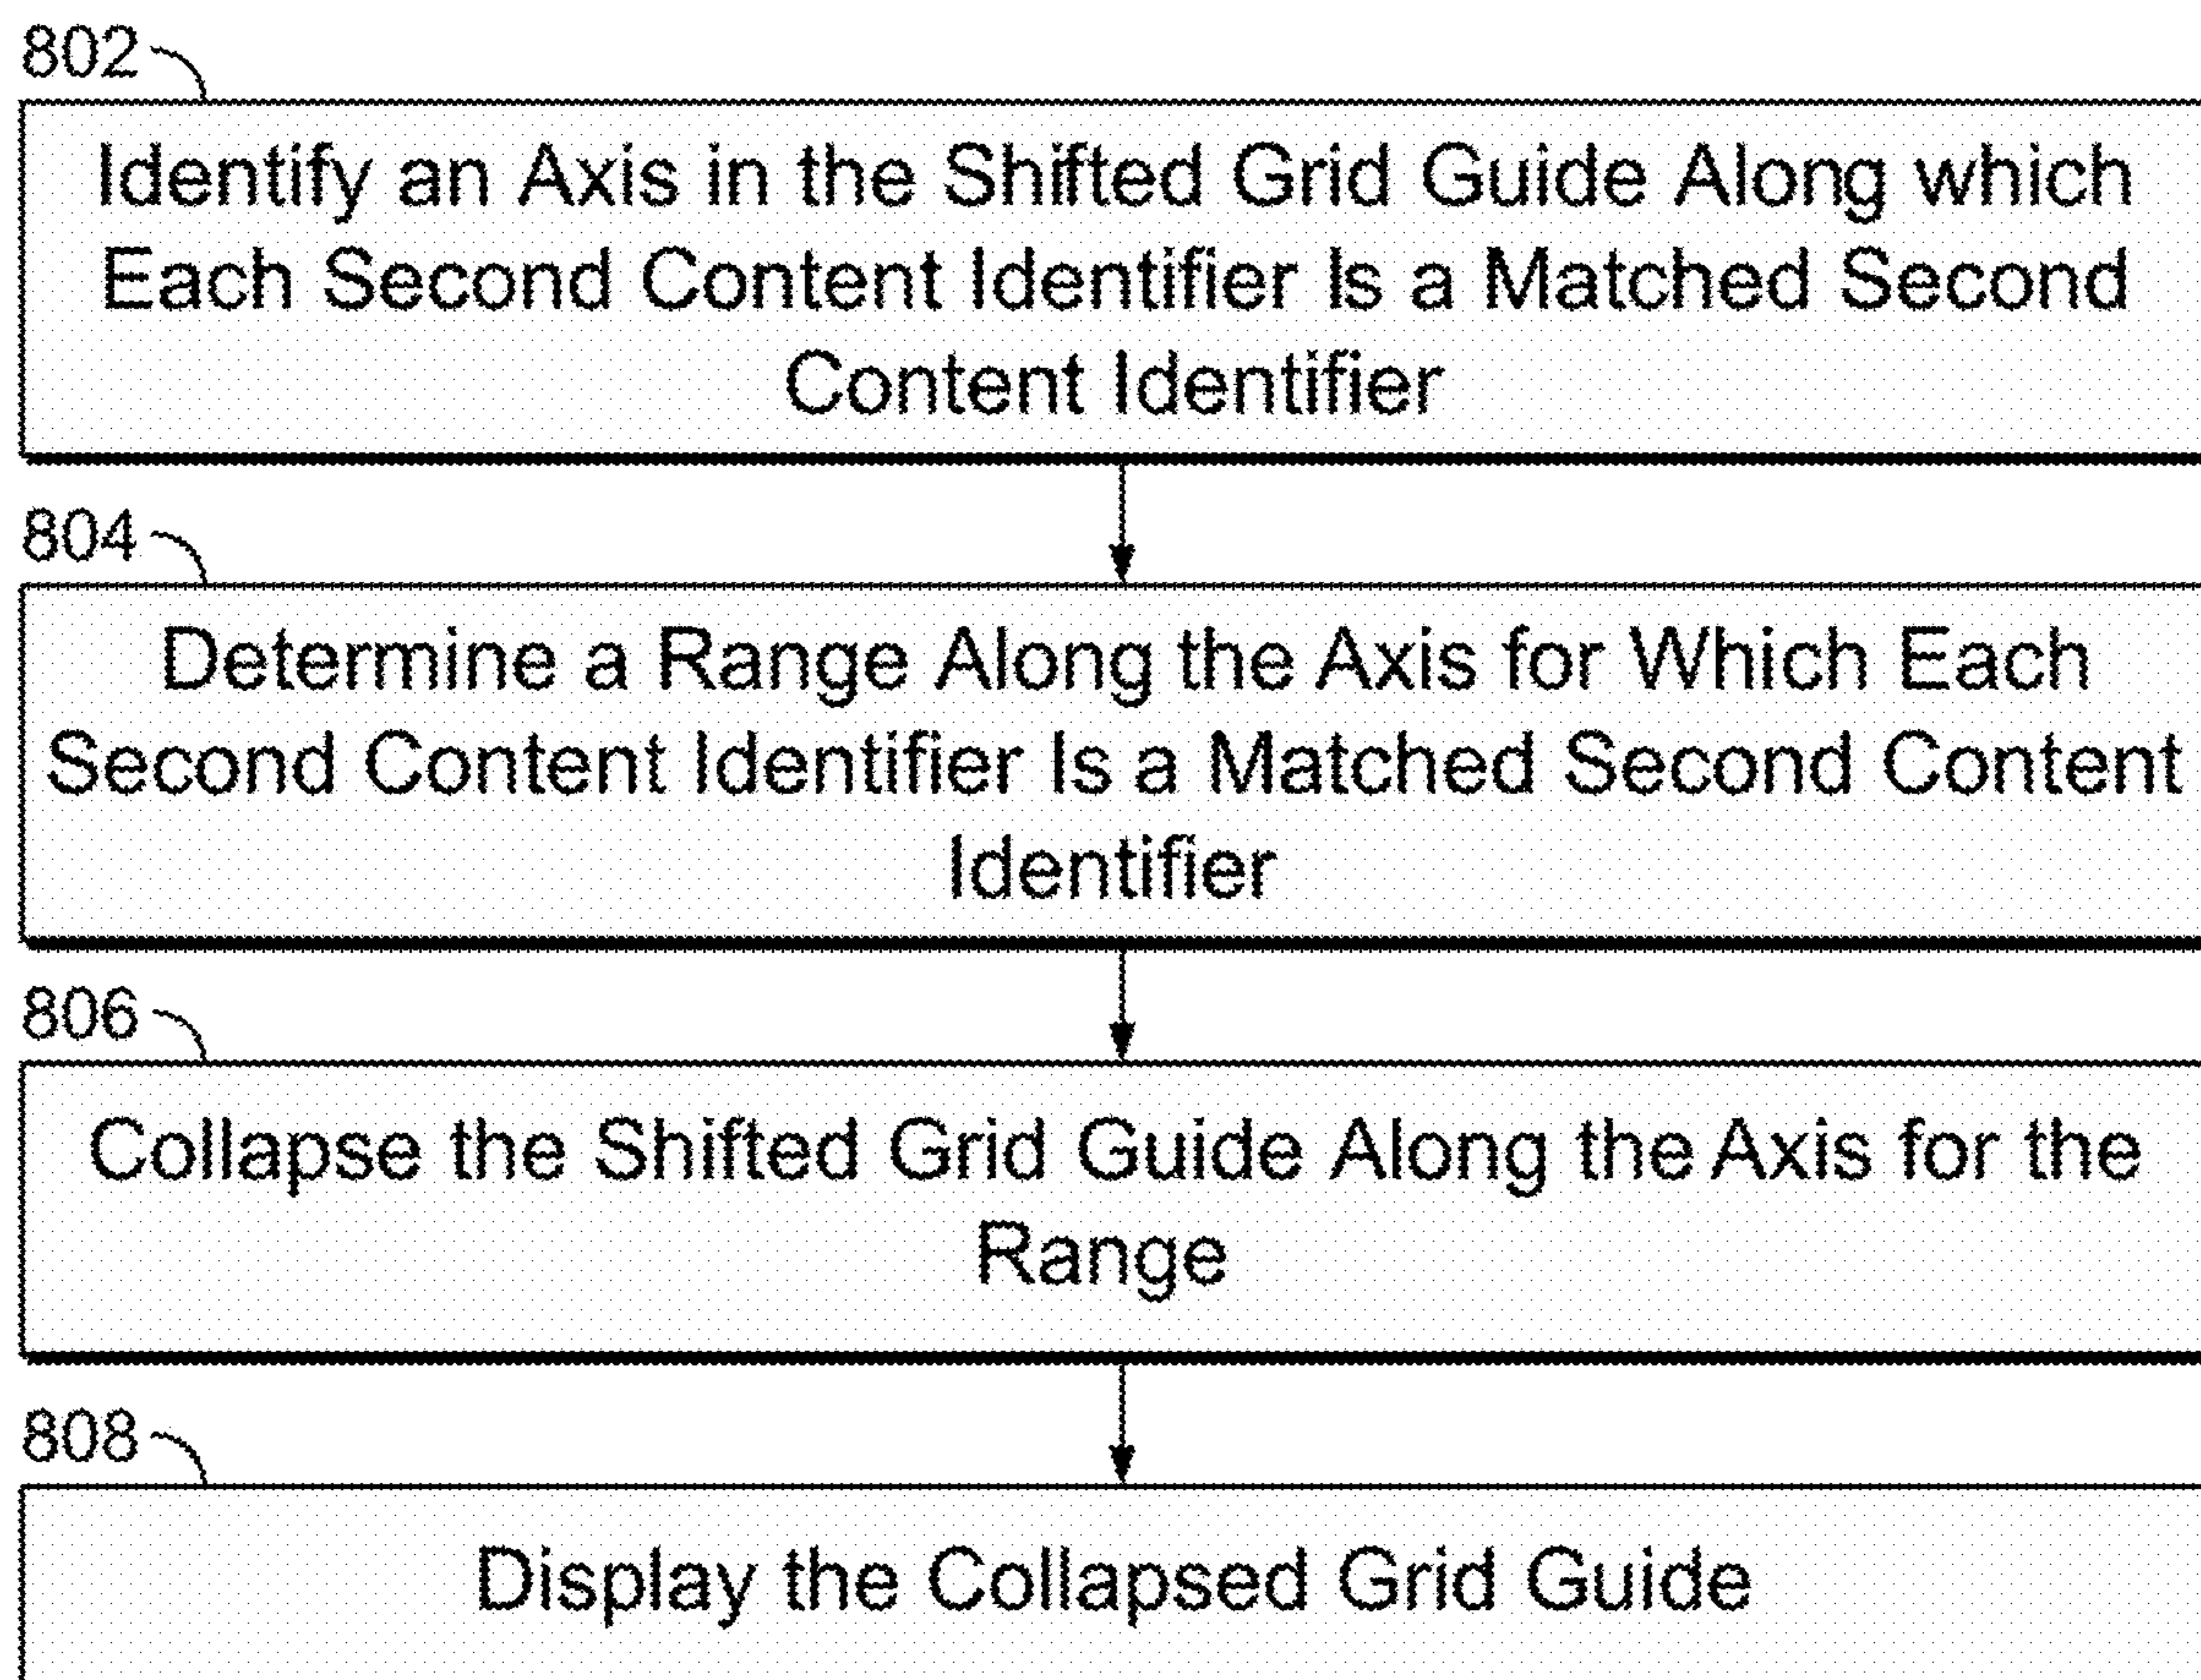 802
Identify an Axis in the Shifted Grid Guide Along which
Each Second Content Identifier Is a Matched Second
Content Identifier
804
Determine a Range Along the Axis for Which Each
Second Content Identifier Is a Matched Second Content
Identifier
806
Collapse the Shifted Grid Guide Along the Axis for the
Range
808
Display the Collapsed Grid Guide